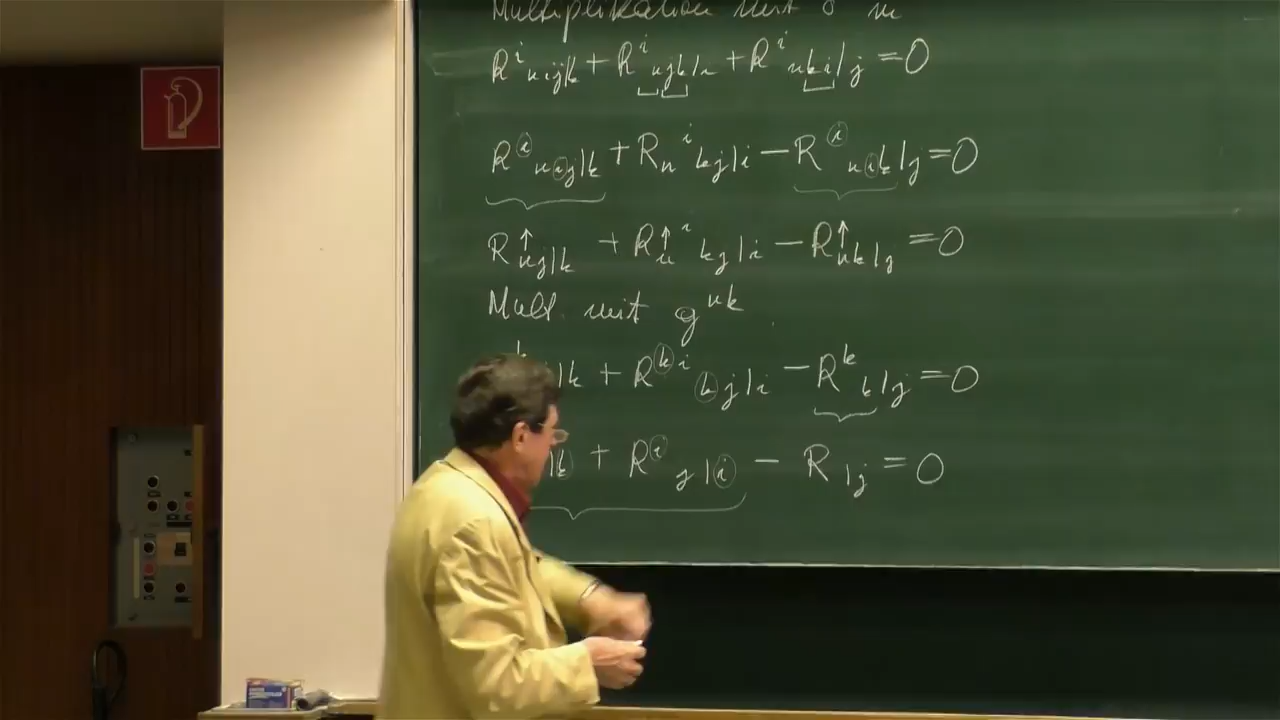 Multiplikation mit δ m
R^i_{nij|k} + R^i_{njk|i} + R^i_{nki|j} = 0
R^i_{nij|k} + R_n^i_{kj|i} − R^i_{nik|j} = 0
R_{nj|k} + R_n^i_{kj|i} − R_{nk|j} = 0
Mult. mit g^{nk}
^k |k + R^{ki}_{kj|i} − R^k_{k|j} = 0
|k + R^i_{j|i} − R_{|j} = 0